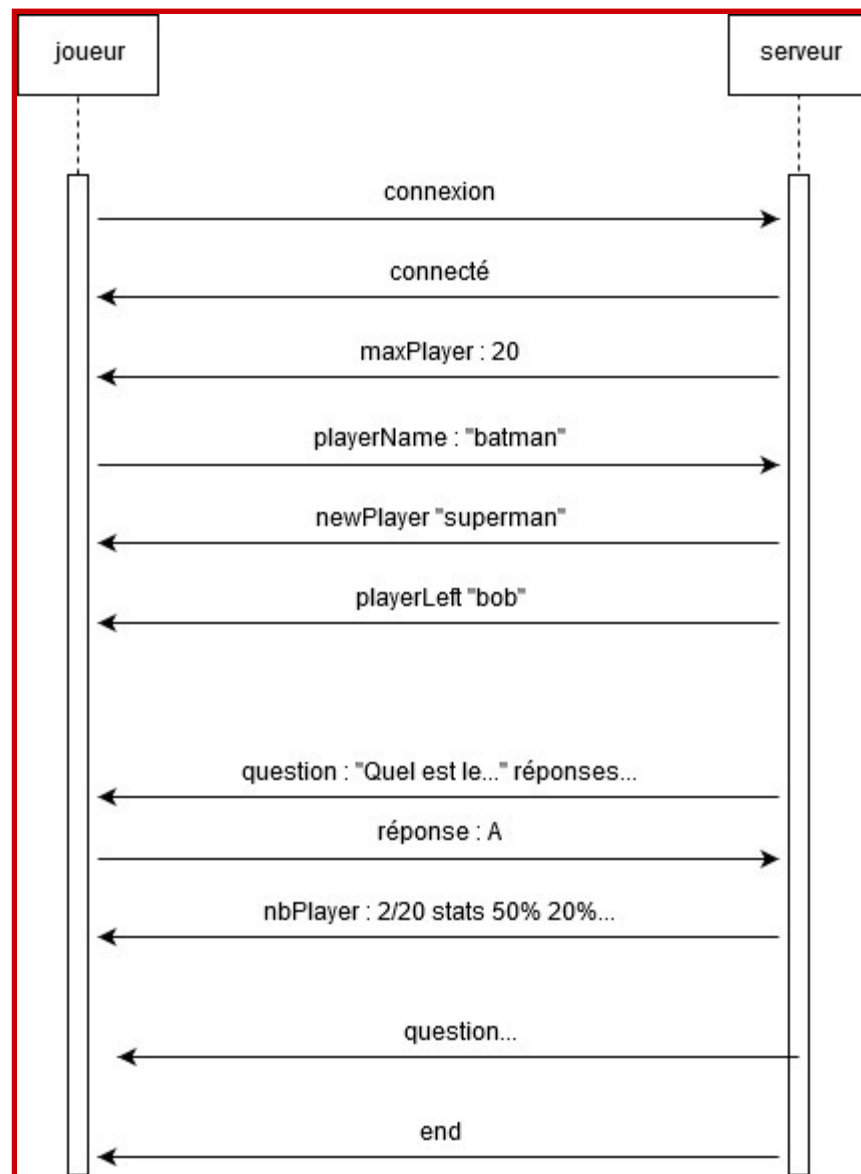 joueur
serveur
connexion
connecté
maxPlayer : 20
playerName : "batman"
newPlayer "superman"
playerLeft "bob"
question : "Quel est le..." réponses...
réponse : A
nbPlayer : 2/20 stats 50% 20%...
question...
end